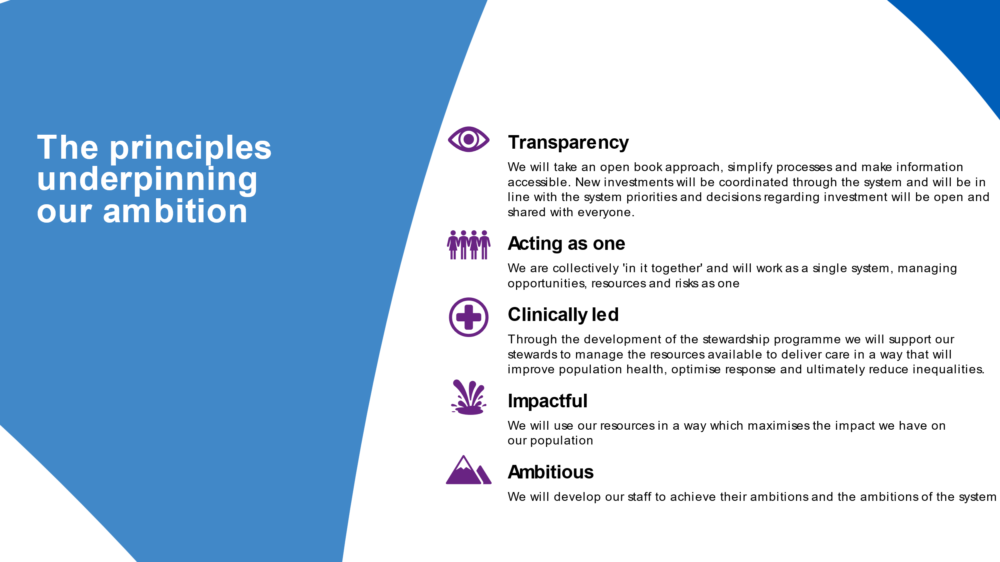 The principles
underpinning
our ambition
Transparency
We will take an open book approach, simplify processes and make information
accessible. New investments will be coordinated through the system and will be in
line with the system priorities and decisions regarding investment will be open and
shared with everyone.
Acting as one
We are collectively 'in it together' and will work as a single system, managing
opportunities, resources and risks as one
Clinically led
Through the development of the stewardship programme we will support our
stewards to manage the resources available to deliver care in a way that will
improve population health, optimise response and ultimately reduce inequalities.
Impactful
We will use our resources in a way which maximises the impact we have on
our population
Ambitious
We will develop our staff to achieve their ambitions and the ambitions of the system